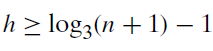 h ≥ log₃(n + 1) − 1